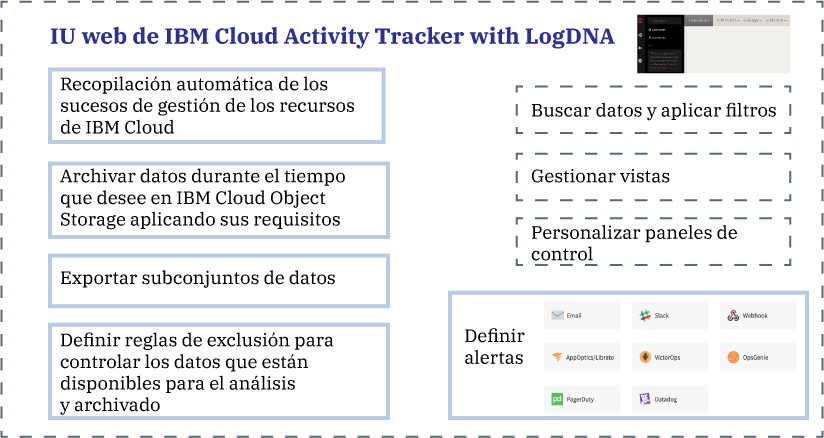 IU web de IBM Cloud Activity Tracker with LogDNA
Recopilación automática de los
sucesos de gestión de los recursos
de IBM Cloud
Archivar datos durante el tiempo
que desee en IBM Cloud Object
Storage aplicando sus requisitos
Exportar subconjuntos de datos
Definir reglas de exclusión para
controlar los datos que están
disponibles para el análisis
y archivado
Buscar datos y aplicar filtros
Gestionar vistas
Personalizar paneles de
control
Definir
alertas
Email
Slack
Webhook
AppOptics/Librato
VictorOps
OpsGenie
pd PagerDuty
Datadog